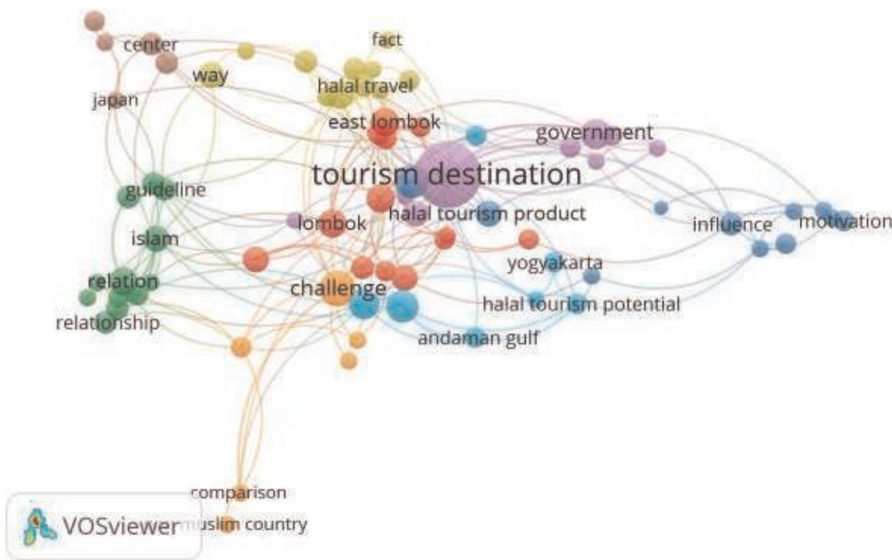 fact
center
way
halal travel
japan
east lombok
government
tourism destination
guideline
halal tourism product
lombok
influence
motivation
islam
yogyakarta
relation
challenge
halal tourism potential
relationship
andaman gulf
comparison
muslim country
VOSviewer